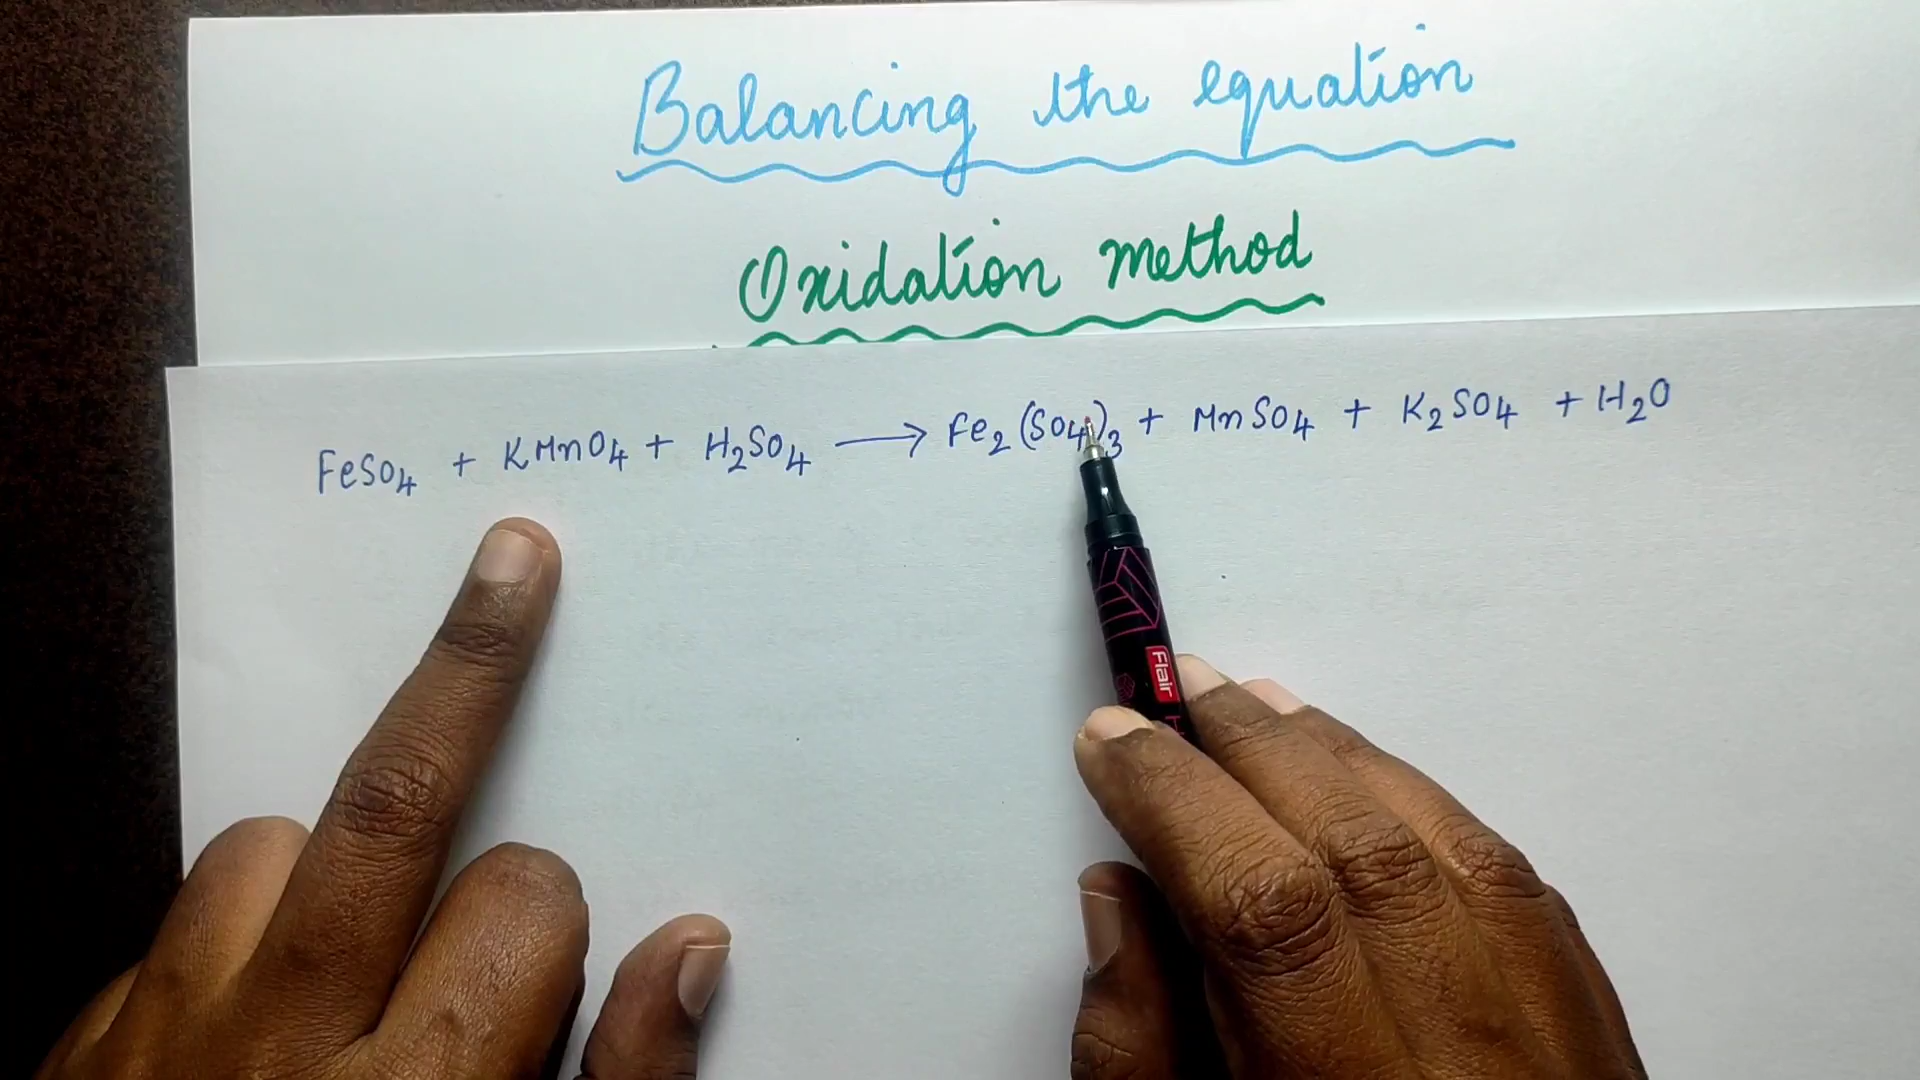 Balancing the equation
Oxidation method
FeSO₄ + KMnO₄ + H₂SO₄ ⟶ Fe₂(SO₄)₃ + MnSO₄ + K₂SO₄ + H₂O
Flair